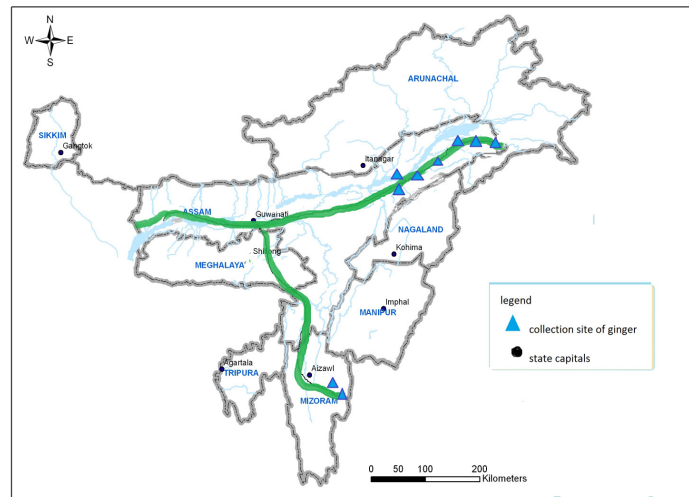 N
W E
S
ARUNACHAL
SIKKIM
Gangtok
Itanagar
ASSAM
Guwahati
NAGALAND
Shillong
MEGHALAYA
Kohima
Imphal
MANIPUR
legend
collection site of ginger
state capitals
Agartala
TRIPURA
Aizawl
MIZORAM
0 50 100 200
Kilometers